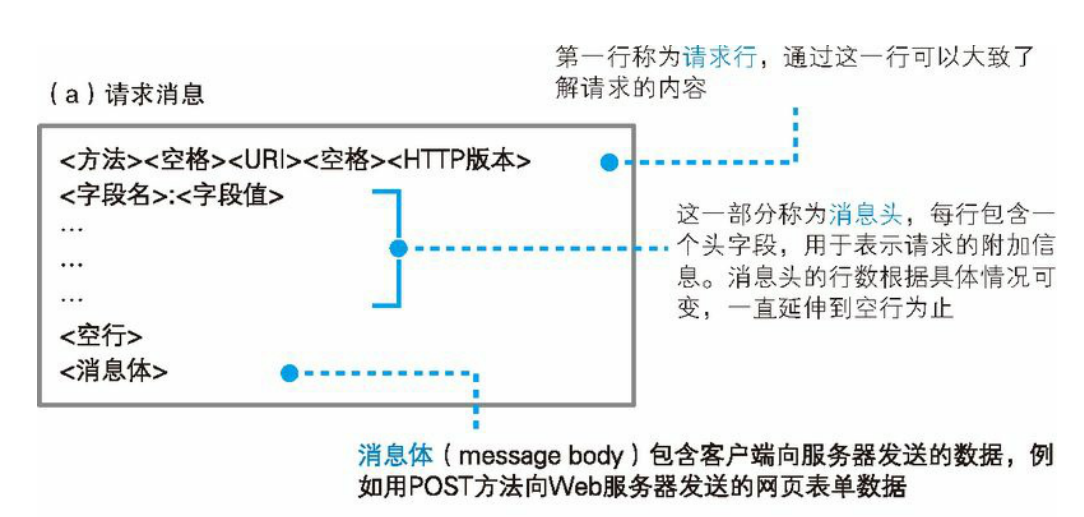 第一行称为请求行，通过这一行可以大致了
解请求的内容
（a）请求消息
<方法><空格><URI><空格><HTTP版本>
<字段名>:<字段值>
…
…
…
<空行>
<消息体>
这一部分称为消息头，每行包含一
个头字段，用于表示请求的附加信
息。消息头的行数根据具体情况可
变，一直延伸到空行为止
消息体（message body）包含客户端向服务器发送的数据，例
如用POST方法向Web服务器发送的网页表单数据